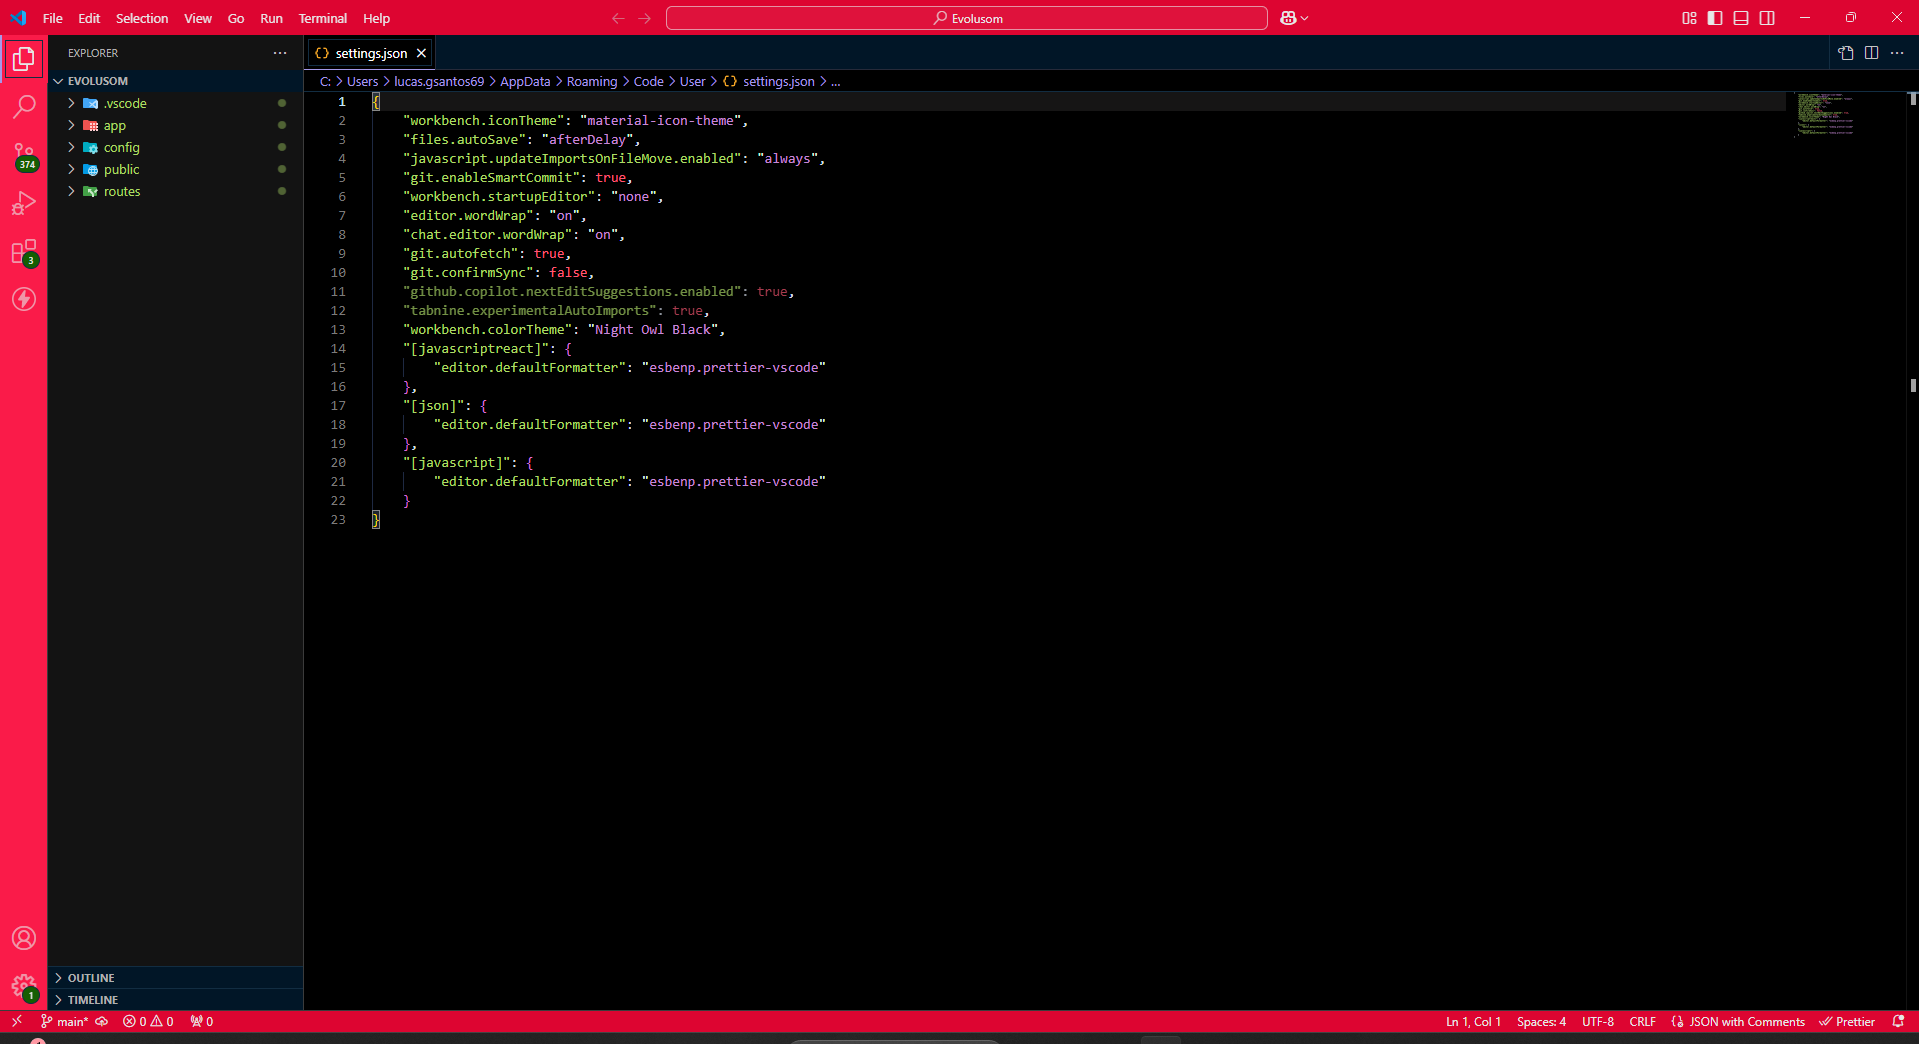 File Edit Selection View Go Run Terminal Help
Evolusom
EXPLORER
EVOLUSOM
.vscode
app
config
public
routes
374
3
1
OUTLINE
TIMELINE
settings.json
C: > Users > lucas.gsantos69 > AppData > Roaming > Code > User > {} settings.json > ...
1 {
2 "workbench.iconTheme": "material-icon-theme",
3 "files.autoSave": "afterDelay",
4 "javascript.updateImportsOnFileMove.enabled": "always",
5 "git.enableSmartCommit": true,
6 "workbench.startupEditor": "none",
7 "editor.wordWrap": "on",
8 "chat.editor.wordWrap": "on",
9 "git.autofetch": true,
10 "git.confirmSync": false,
11 "github.copilot.nextEditSuggestions.enabled": true,
12 "tabnine.experimentalAutoImports": true,
13 "workbench.colorTheme": "Night Owl Black",
14 "[javascriptreact]": {
15 "editor.defaultFormatter": "esbenp.prettier-vscode"
16 },
17 "[json]": {
18 "editor.defaultFormatter": "esbenp.prettier-vscode"
19 },
20 "[javascript]": {
21 "editor.defaultFormatter": "esbenp.prettier-vscode"
22 }
23 }
main* 0 0 0 Ln 1, Col 1 Spaces: 4 UTF-8 CRLF JSON with Comments Prettier